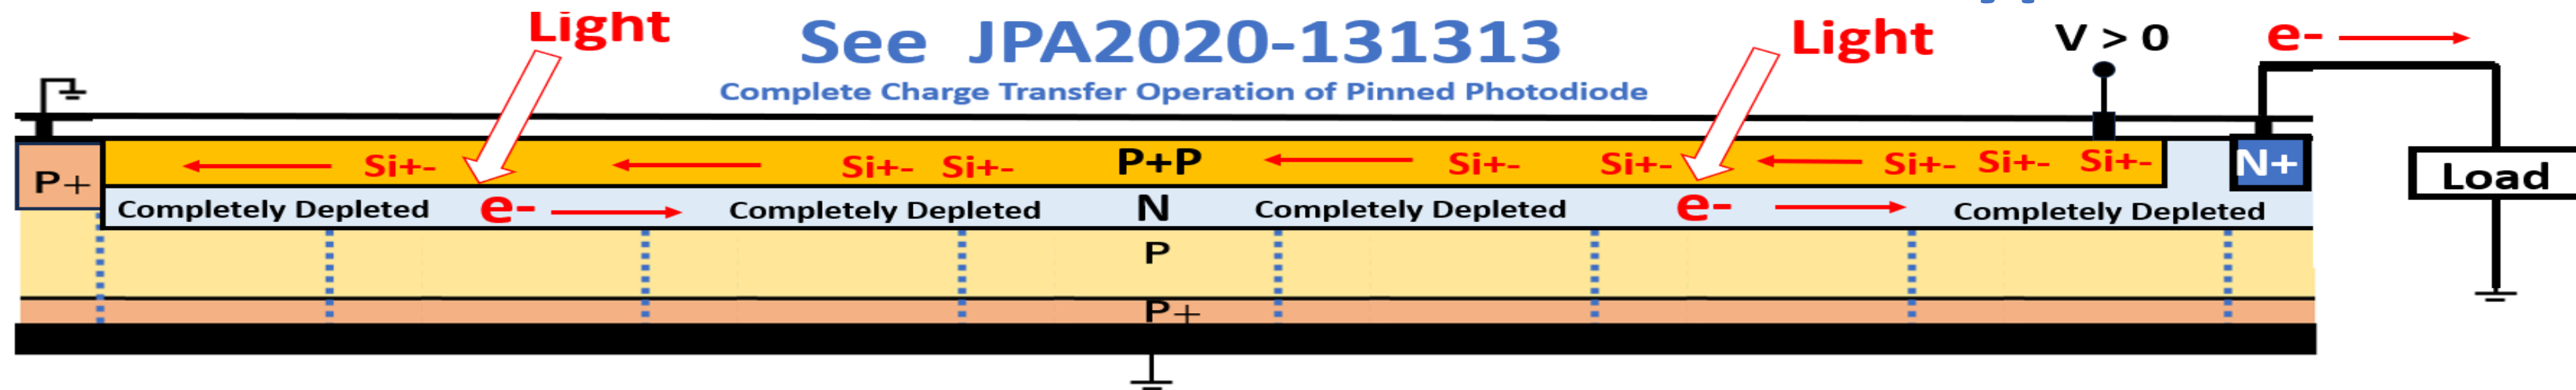 Light
See JPA2020-131313
Light
V > 0
e-
Complete Charge Transfer Operation of Pinned Photodiode
P+
Si+-
Si+- Si+-
P+P
Si+-
Si+-
Si+- Si+- Si+-
N+
Load
Completely Depleted
e-
Completely Depleted
N
Completely Depleted
e-
Completely Depleted
P
P+